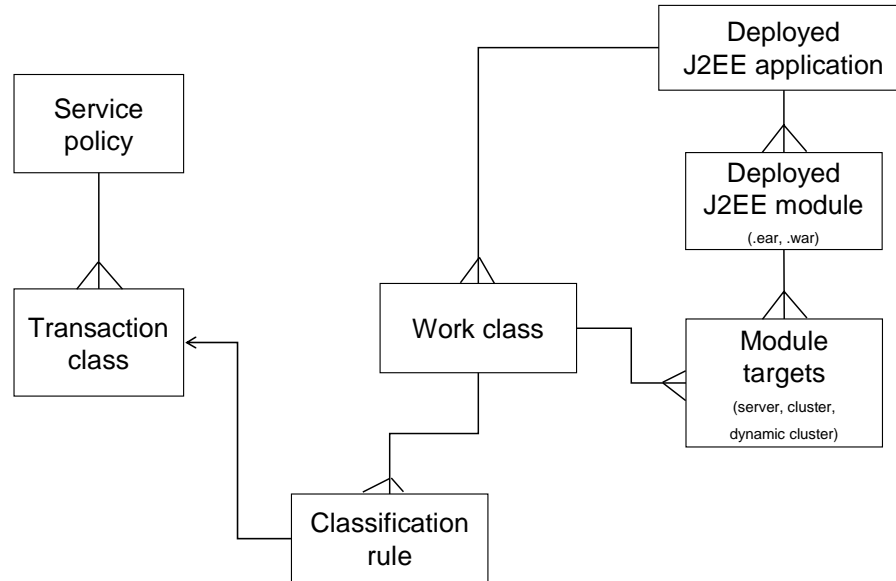 Deployed
J2EE application
Service
policy
Deployed
J2EE module
(.ear, .war)
Transaction
class
Work class
Module
targets
(server, cluster,
dynamic cluster)
Classification
rule